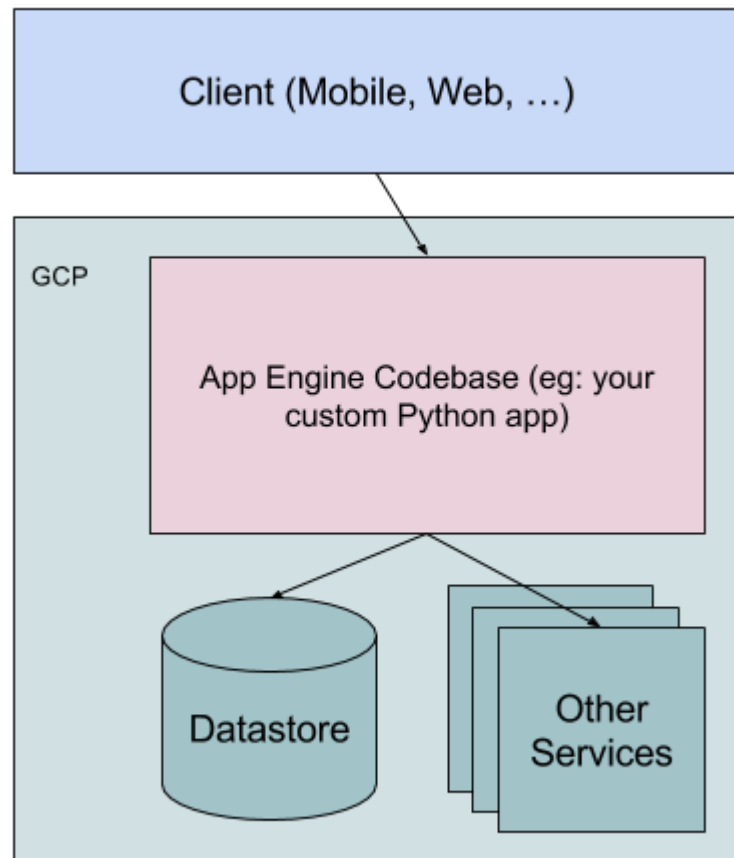 Client (Mobile, Web, …)
GCP
App Engine Codebase (eg: your
custom Python app)
Datastore
Other
Services